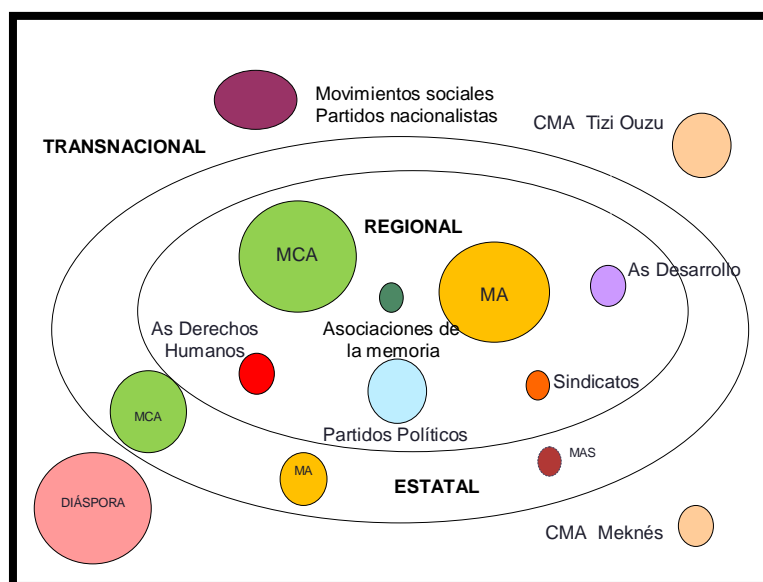 Movimientos sociales
Partidos nacionalistas
CMA Tizi Ouzu
TRANSNACIONAL
REGIONAL
MCA
MA
As Desarrollo
As Derechos
Humanos
Asociaciones de
la memoria
Sindicatos
MCA
Partidos Políticos
MA
MAS
ESTATAL
DIÁSPORA
CMA Meknés